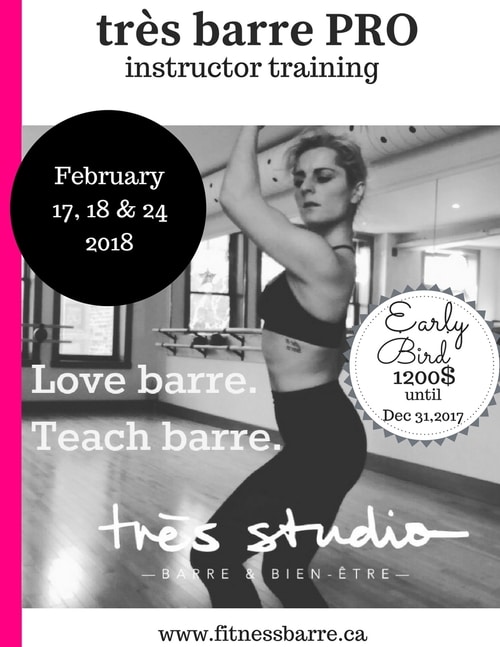 très barre PRO
instructor training
February
17, 18 & 24
2018
Early
Bird
1200$
until
Dec 31,2017
Love barre.
Teach barre.
très studio
—BARRE & BIEN-ÊTRE—
www.fitnessbarre.ca